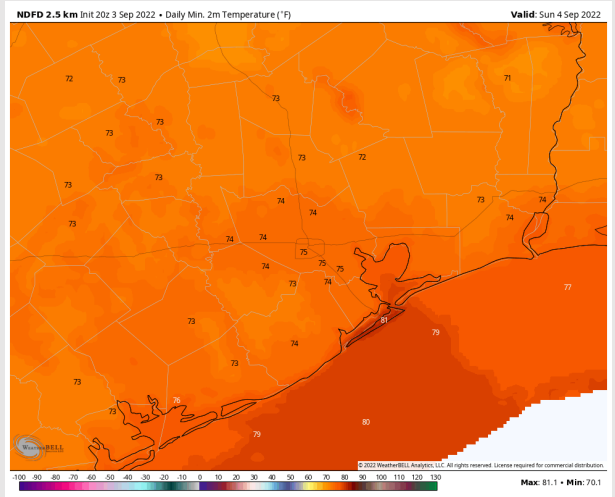 NDFD 2.5 km Init 20z 3 Sep 2022 • Daily Min. 2m Temperature (°F)
Valid: Sun 4 Sep 2022
72 73 71
73
73
73
73 72
73
73
74 73 74
74 74
73
74 74
75
74 75 75
73 74
77
73 81
79
74
73
73
76
73
80
79
WeatherBELL
© 2022 WeatherBELL Analytics, LLC. All rights reserved. License required for commercial distribution.
-100 -90 -80 -70 -60 -50 -40 -30 -20 -10 0 10 20 30 40 50 60 70 80 90 100 110 120 130
Max: 81.1 • Min: 70.1